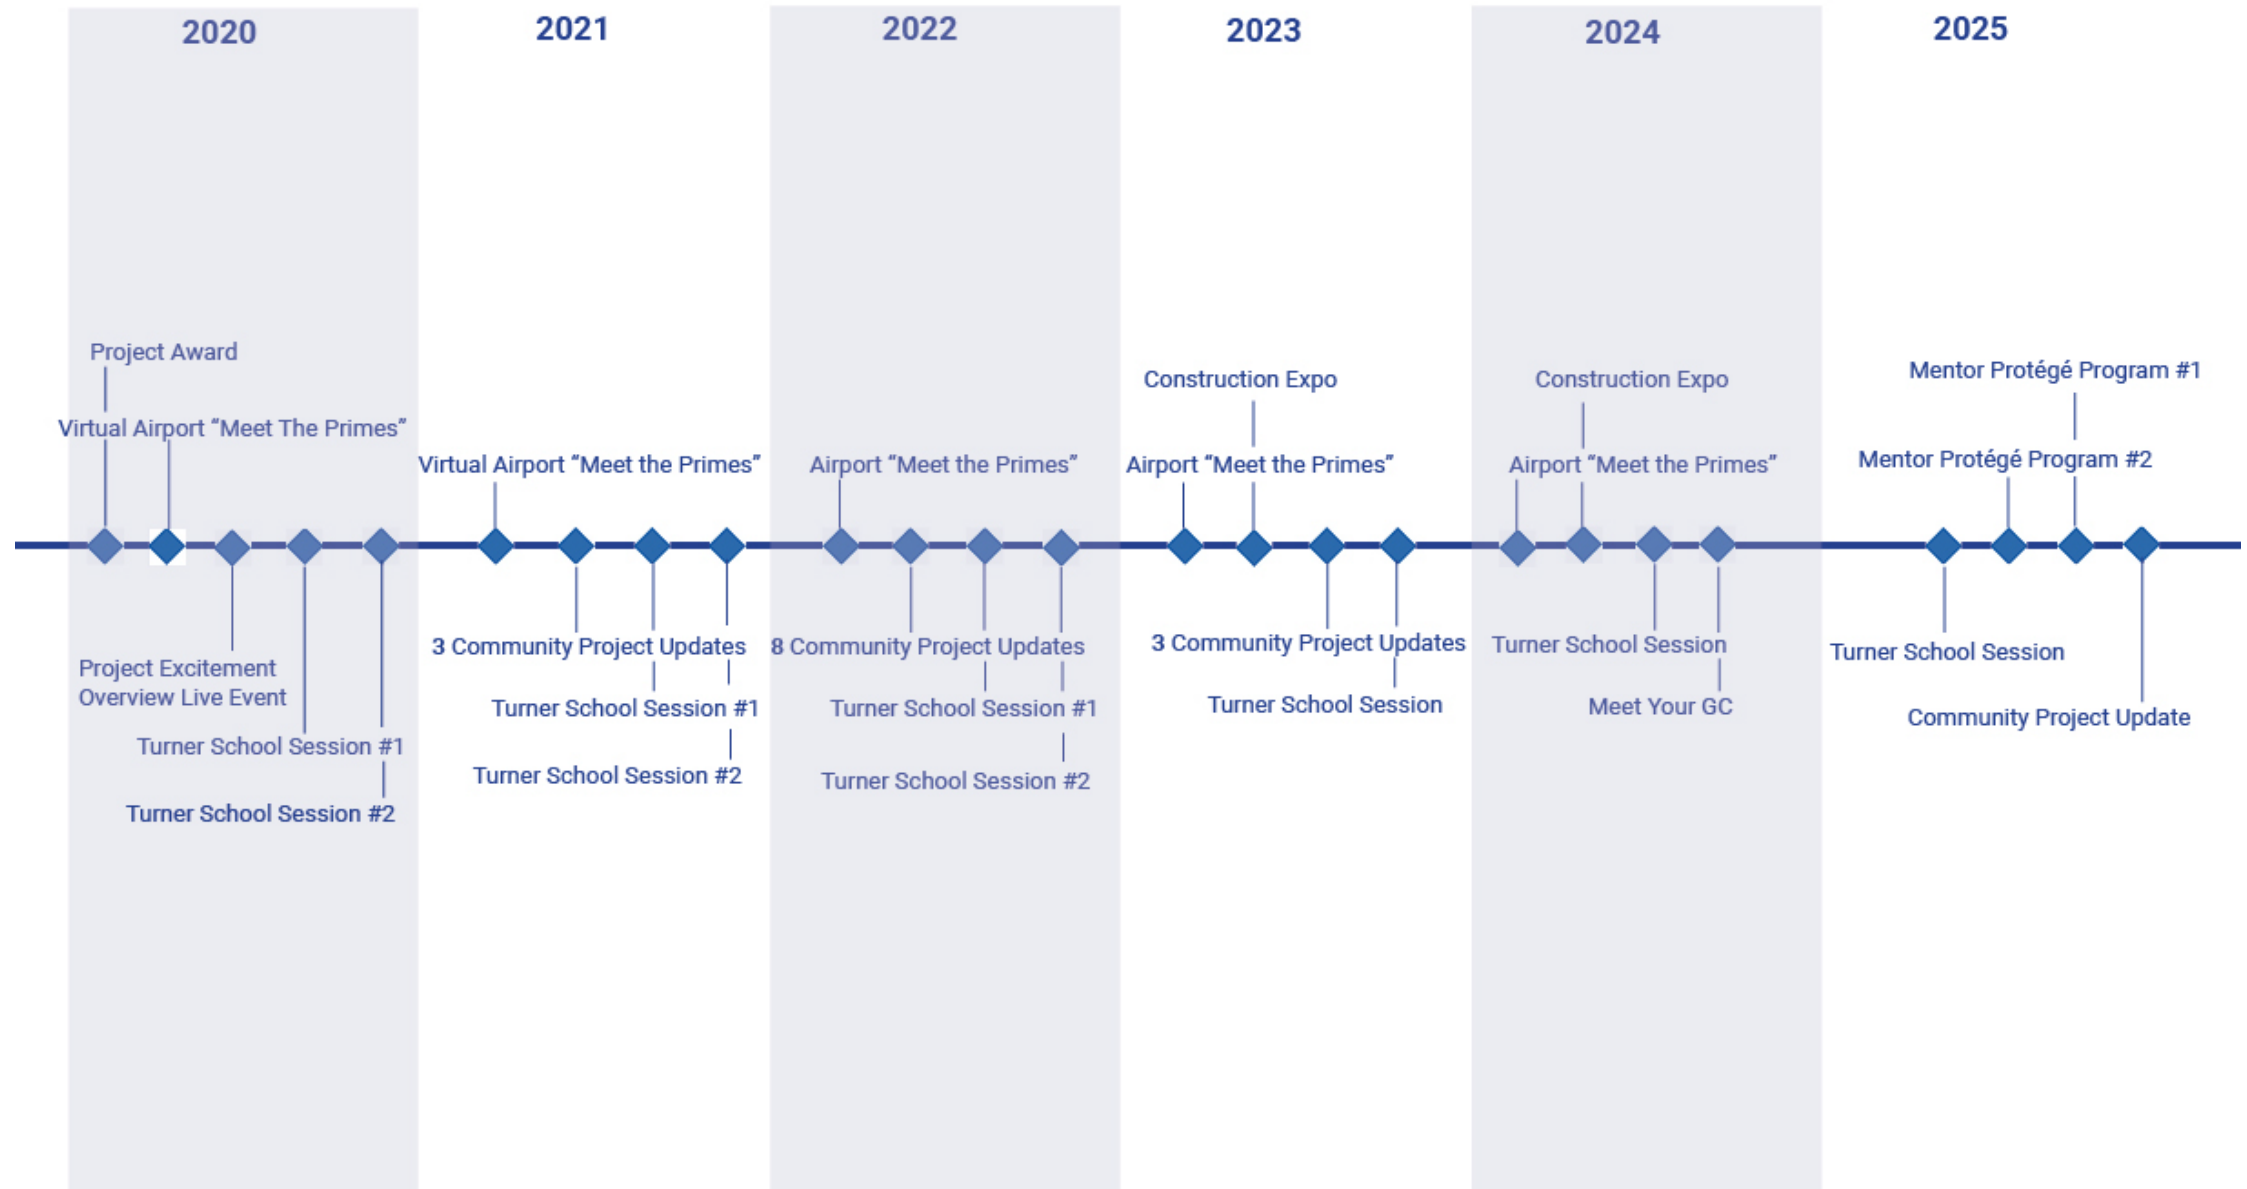 2020
Project Award
Virtual Airport “Meet The Primes”
Project Excitement
Overview Live Event
Turner School Session #1
Turner School Session #2
2021
Virtual Airport “Meet the Primes”
3 Community Project Updates
Turner School Session #1
Turner School Session #2
2022
Airport “Meet the Primes”
8 Community Project Updates
Turner School Session #1
Turner School Session #2
2023
Construction Expo
Airport “Meet the Primes”
3 Community Project Updates
Turner School Session
2024
Construction Expo
Airport “Meet the Primes”
Turner School Session
Meet Your GC
2025
Mentor Protégé Program #1
Mentor Protégé Program #2
Turner School Session
Community Project Update